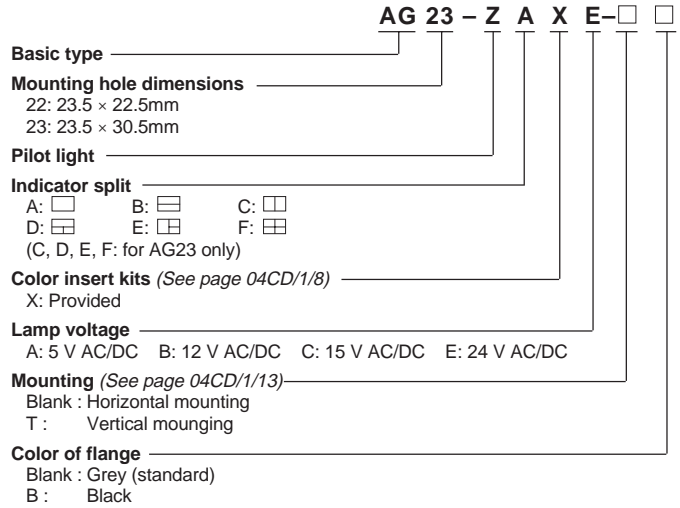 AG 23 – Z A X E–□ □
Basic type
Mounting hole dimensions
22: 23.5 × 22.5mm
23: 23.5 × 30.5mm
Pilot light
Indicator split
A: B: C:
D: E: F:
(C, D, E, F: for AG23 only)
Color insert kits (See page 04CD/1/8)
X: Provided
Lamp voltage
A: 5 V AC/DC B: 12 V AC/DC C: 15 V AC/DC E: 24 V AC/DC
Mounting (See page 04CD/1/13)
Blank : Horizontal mounting
T : Vertical mounging
Color of flange
Blank : Grey (standard)
B : Black